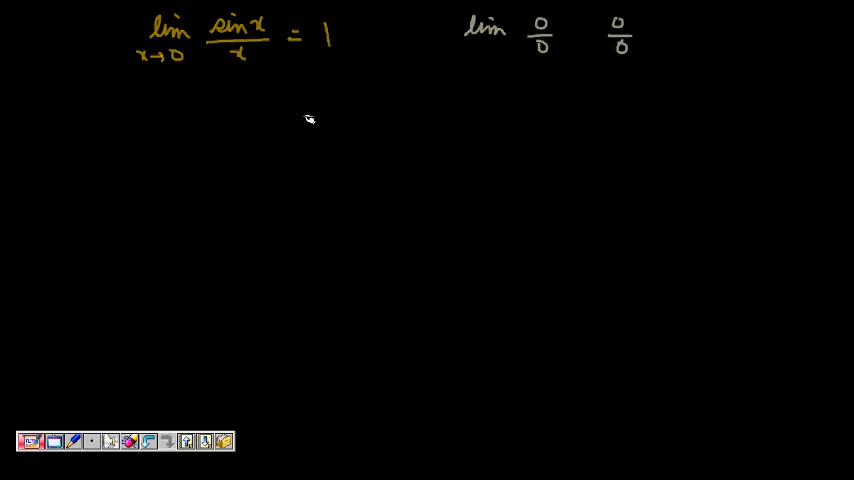 lim x→0 sin x / x = 1
lim 0/0 0/0